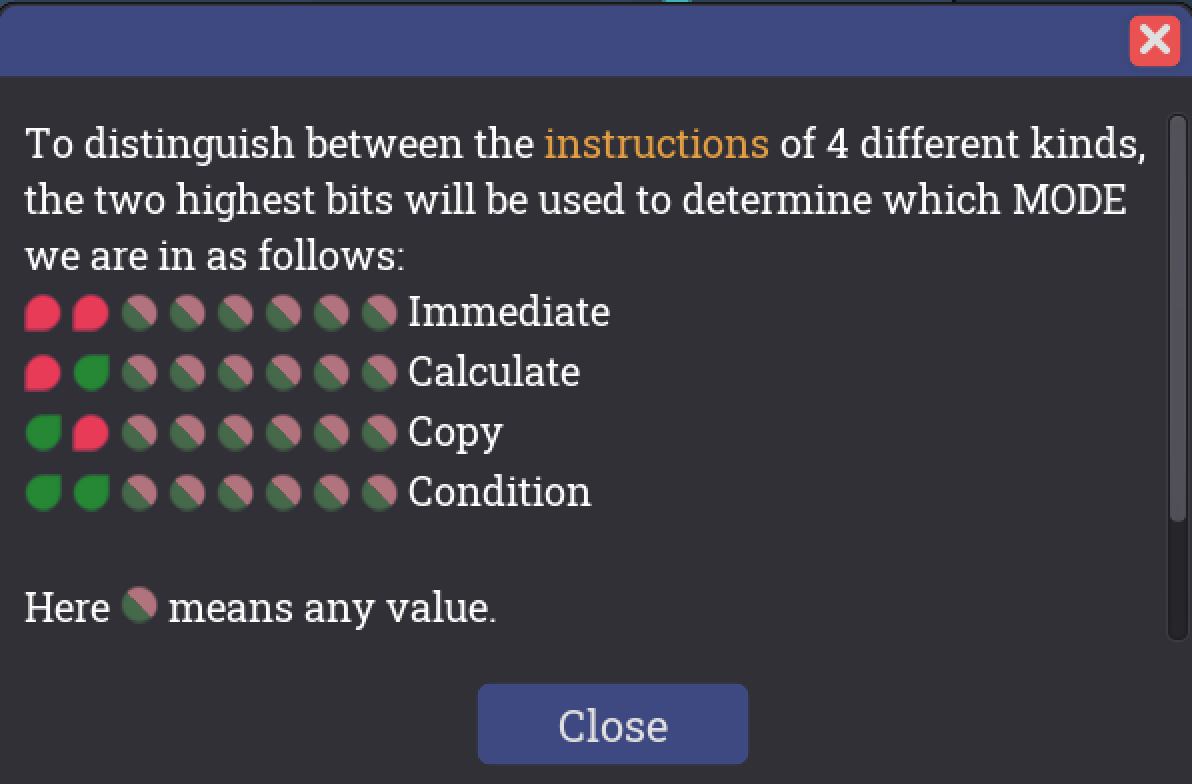 To distinguish between the instructions of 4 different kinds,
the two highest bits will be used to determine which MODE
we are in as follows:
Immediate
Calculate
Copy
Condition
Here means any value.
Close